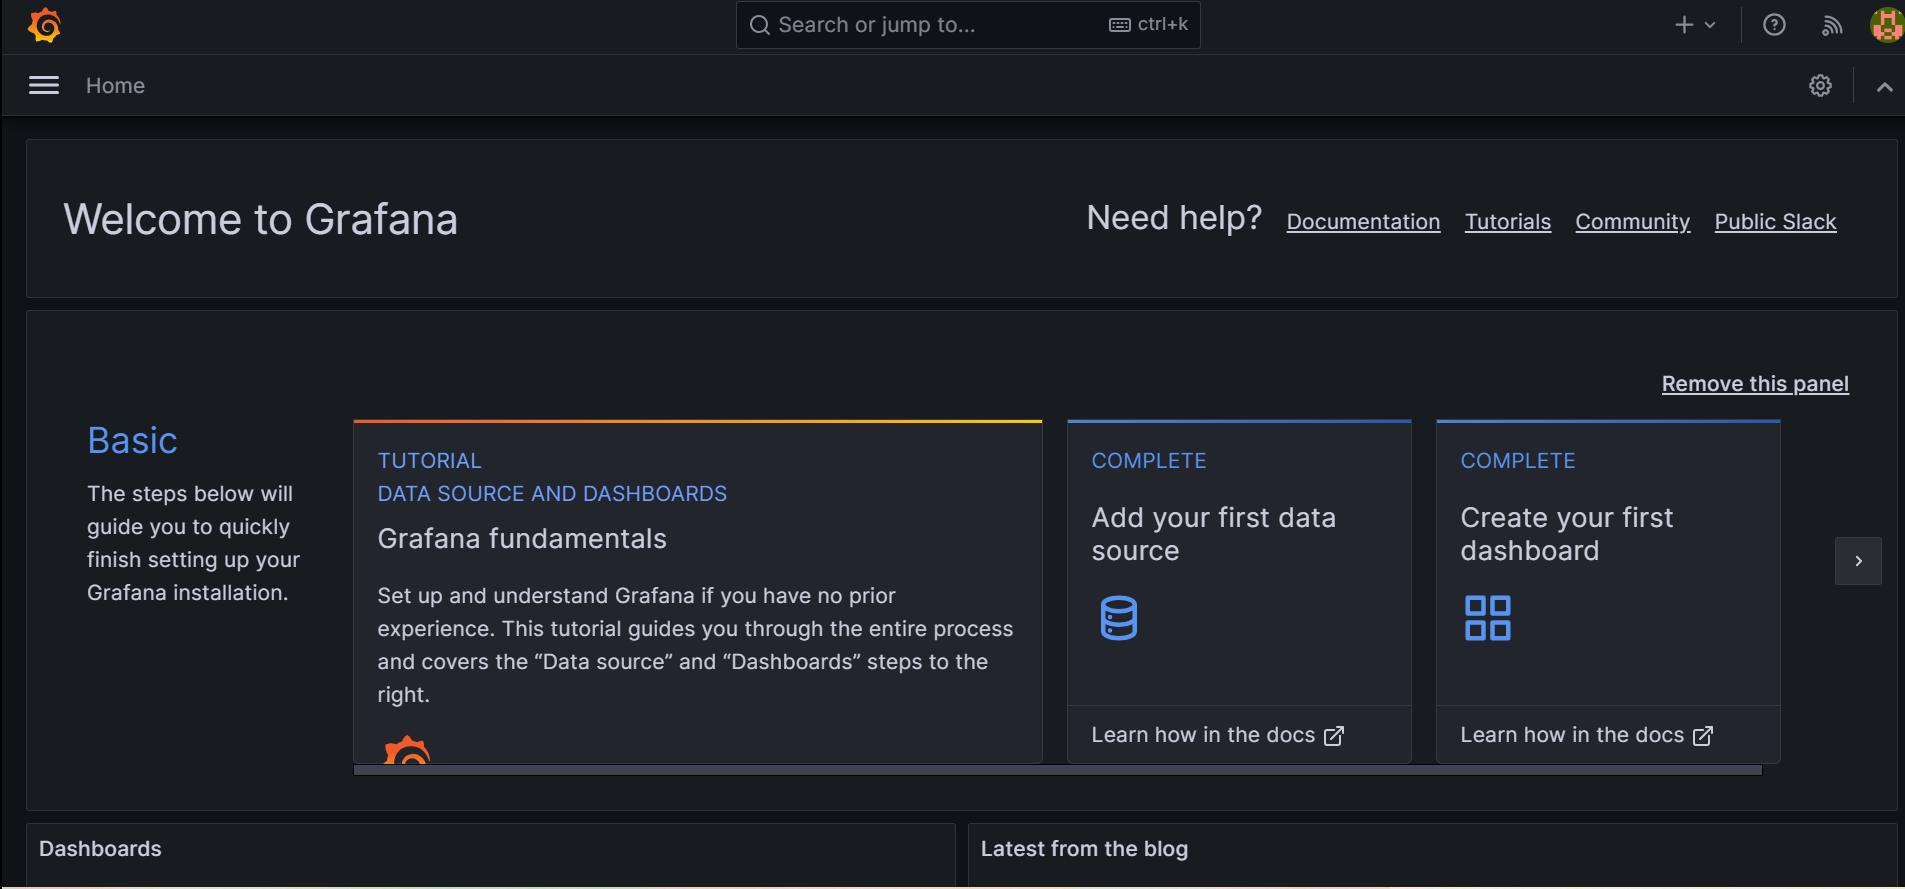 Search or jump to...
ctrl+k
Home
Welcome to Grafana
Need help?
Documentation
Tutorials
Community
Public Slack
Remove this panel
Basic
The steps below will
guide you to quickly
finish setting up your
Grafana installation.
TUTORIAL
DATA SOURCE AND DASHBOARDS
Grafana fundamentals
Set up and understand Grafana if you have no prior
experience. This tutorial guides you through the entire process
and covers the “Data source” and “Dashboards” steps to the
right.
COMPLETE
Add your first data
source
Learn how in the docs
COMPLETE
Create your first
dashboard
Learn how in the docs
Dashboards
Latest from the blog